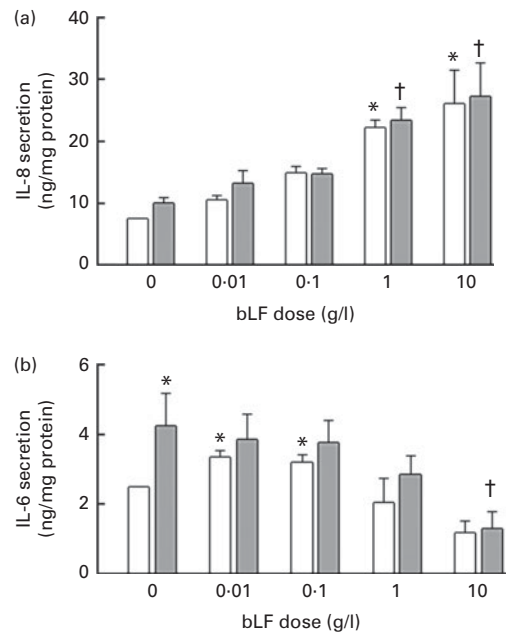 (a)
40
30
20
10
0
IL-8 secretion
(ng/mg protein)
* † * †
0 0·01 0·1 1 10
bLF dose (g/l)
(b)
6
4
2
0
IL-6 secretion
(ng/mg protein)
* * * †
0 0·01 0·1 1 10
bLF dose (g/l)